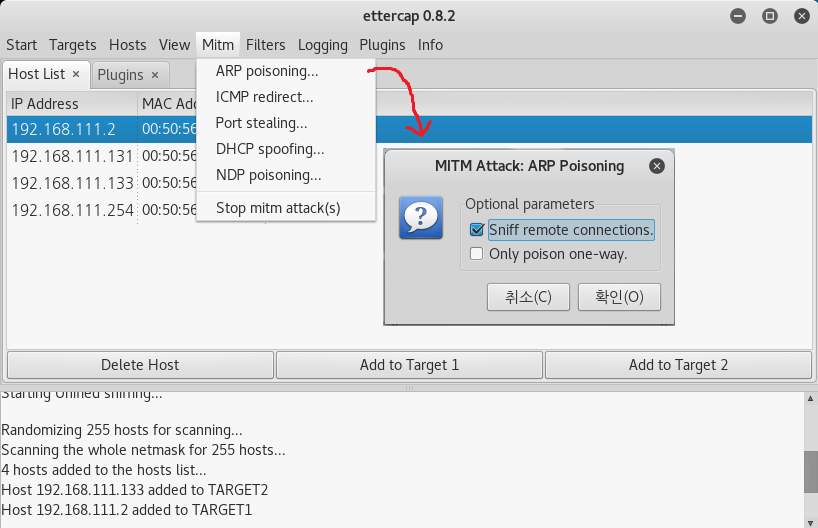 ettercap 0.8.2
Start Targets Hosts View Mitm Filters Logging Plugins Info
Host List × Plugins ×
IP Address MAC
192.168.111.2 00:50:56
192.168.111.131 00:50:56
192.168.111.133 00:50:56
192.168.111.254 00:50:56
ARP poisoning...
ICMP redirect...
Port stealing...
DHCP spoofing...
NDP poisoning...
Stop mitm attack(s)
MITM Attack: ARP Poisoning
Optional parameters
Sniff remote connections.
Only poison one-way.
취소(C) 확인(O)
Delete Host Add to Target 1 Add to Target 2
Starting Unified sniffing...
Randomizing 255 hosts for scanning...
Scanning the whole netmask for 255 hosts...
4 hosts added to the hosts list...
Host 192.168.111.133 added to TARGET2
Host 192.168.111.2 added to TARGET1